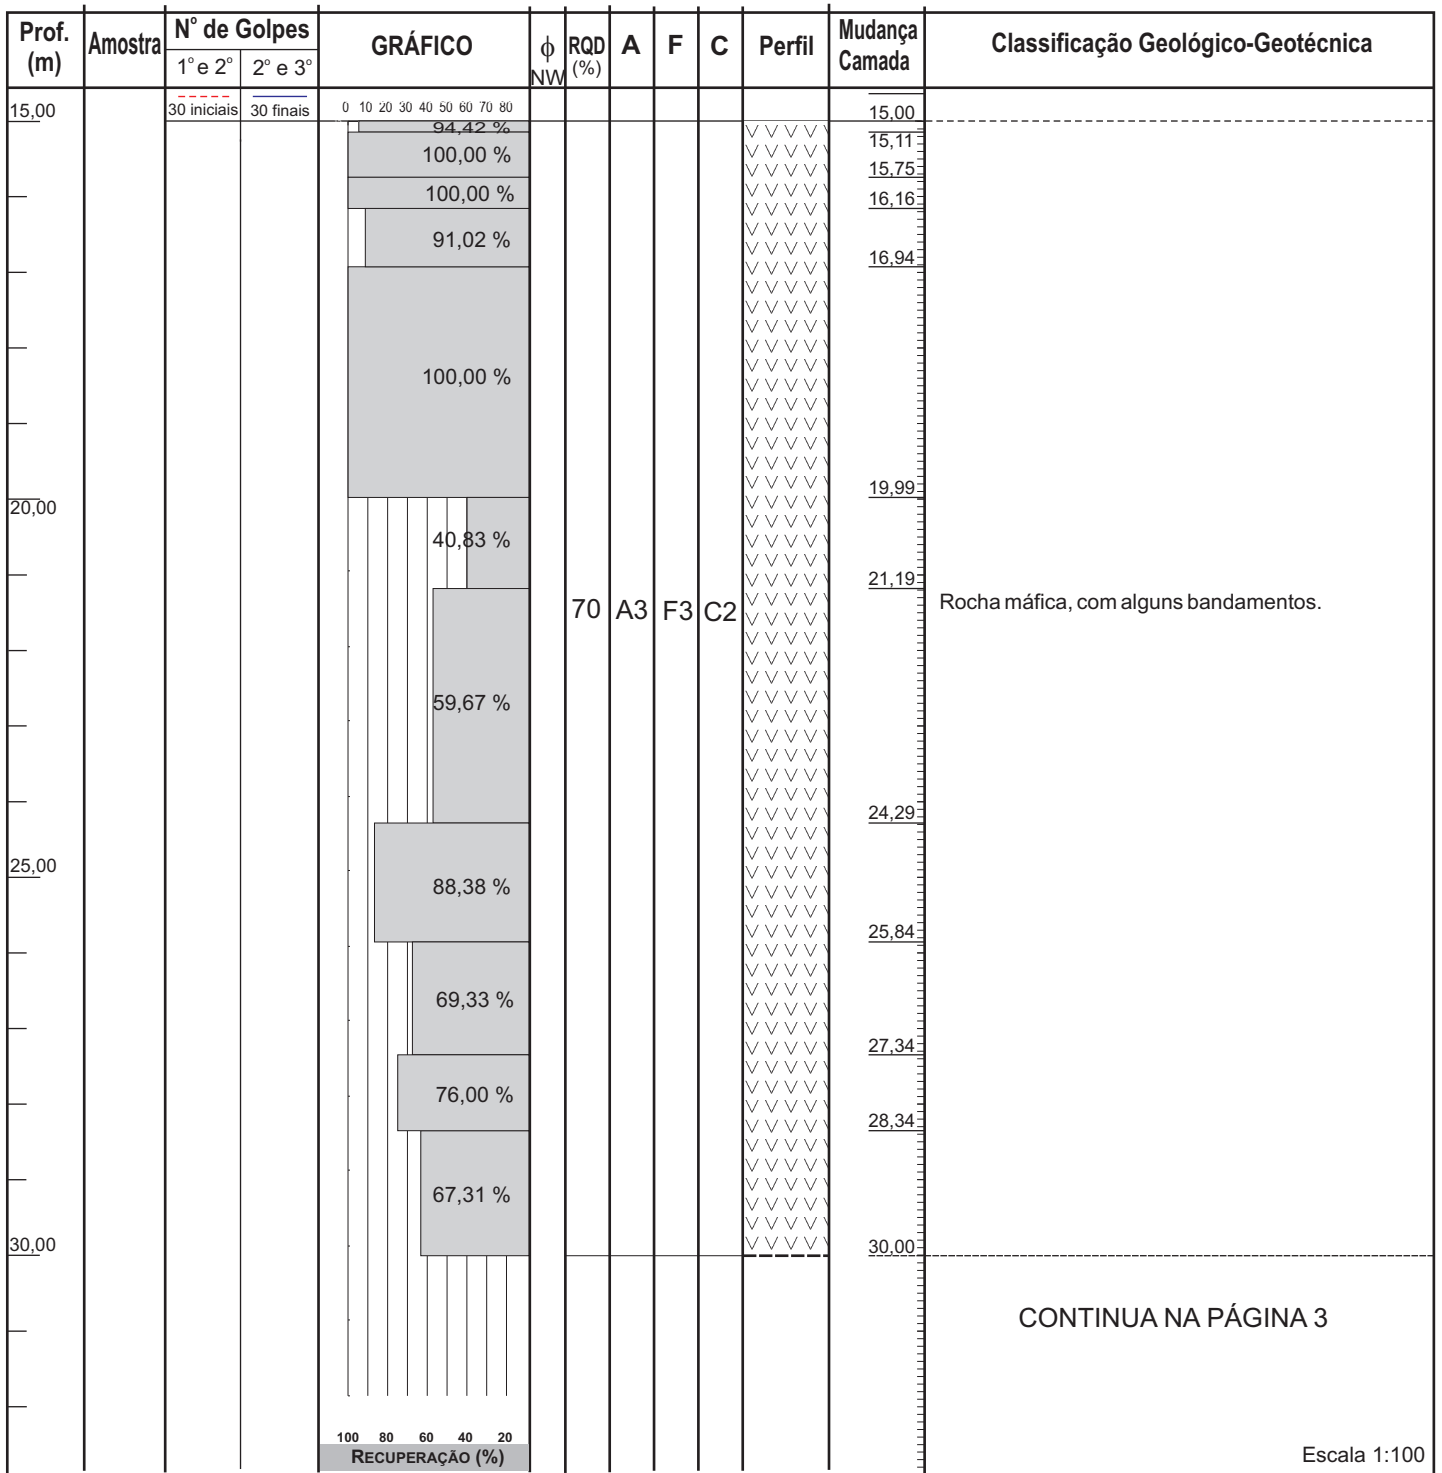 Prof. (m) Amostra N° de Golpes GRÁFICO ϕ NW RQD (%) A F C Perfil Mudança Camada Classificação Geológico-Geotécnica
1° e 2° 2° e 3°
30 iniciais 30 finais 0 10 20 30 40 50 60 70 80
15,00 15,00
94,42 %
15,11
100,00 %
15,75
100,00 % 16,16
91,02 %
16,94
100,00 %
19,99
20,00
40,83 %
21,19
70 A3 F3 C2 Rocha máfica, com alguns bandamentos.
59,67 %
24,29
25,00
88,38 %
25,84
69,33 %
27,34
76,00 %
28,34
67,31 %
30,00 30,00
CONTINUA NA PÁGINA 3
100 80 60 40 20
RECUPERAÇÃO (%) Escala 1:100